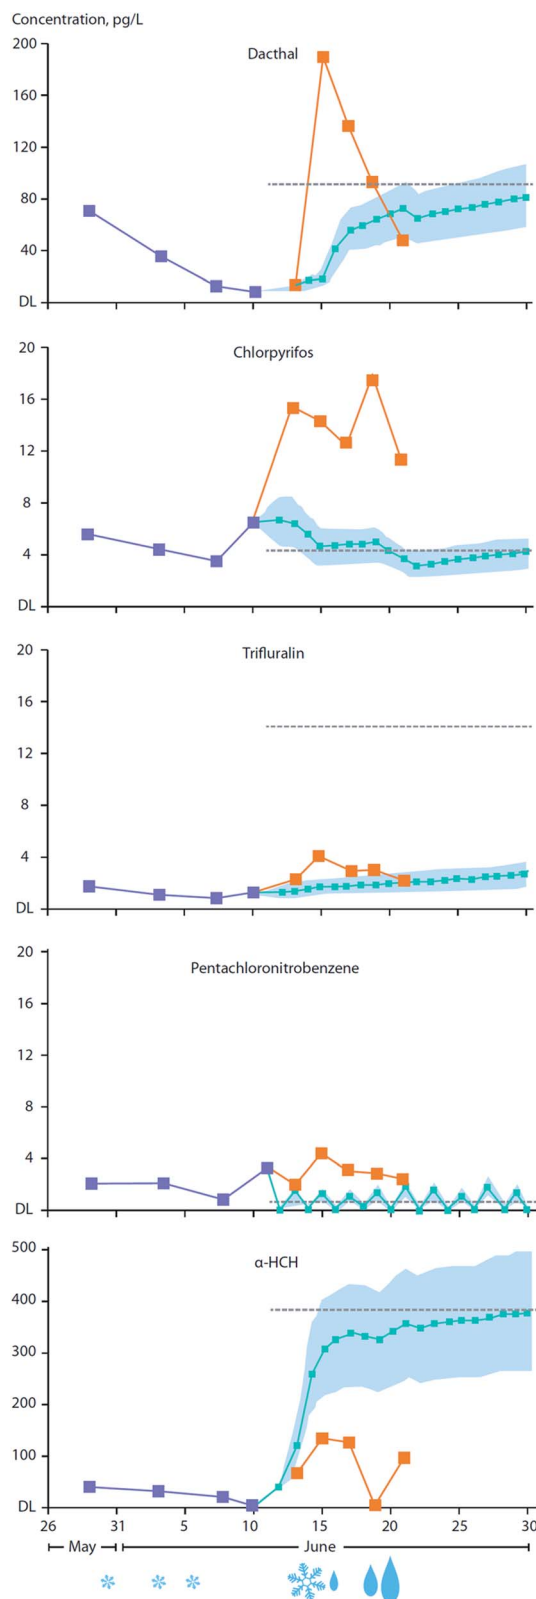 Concentration, pg/L
200
Dacthal
160
120
80
40
DL
20
Chlorpyrifos
16
12
8
4
DL
20
Trifluralin
16
12
8
4
DL
20
Pentachloronitrobenzene
16
12
8
4
DL
500
α-HCH
400
300
200
100
DL
26 31 5 10 15 20 25 30
May June